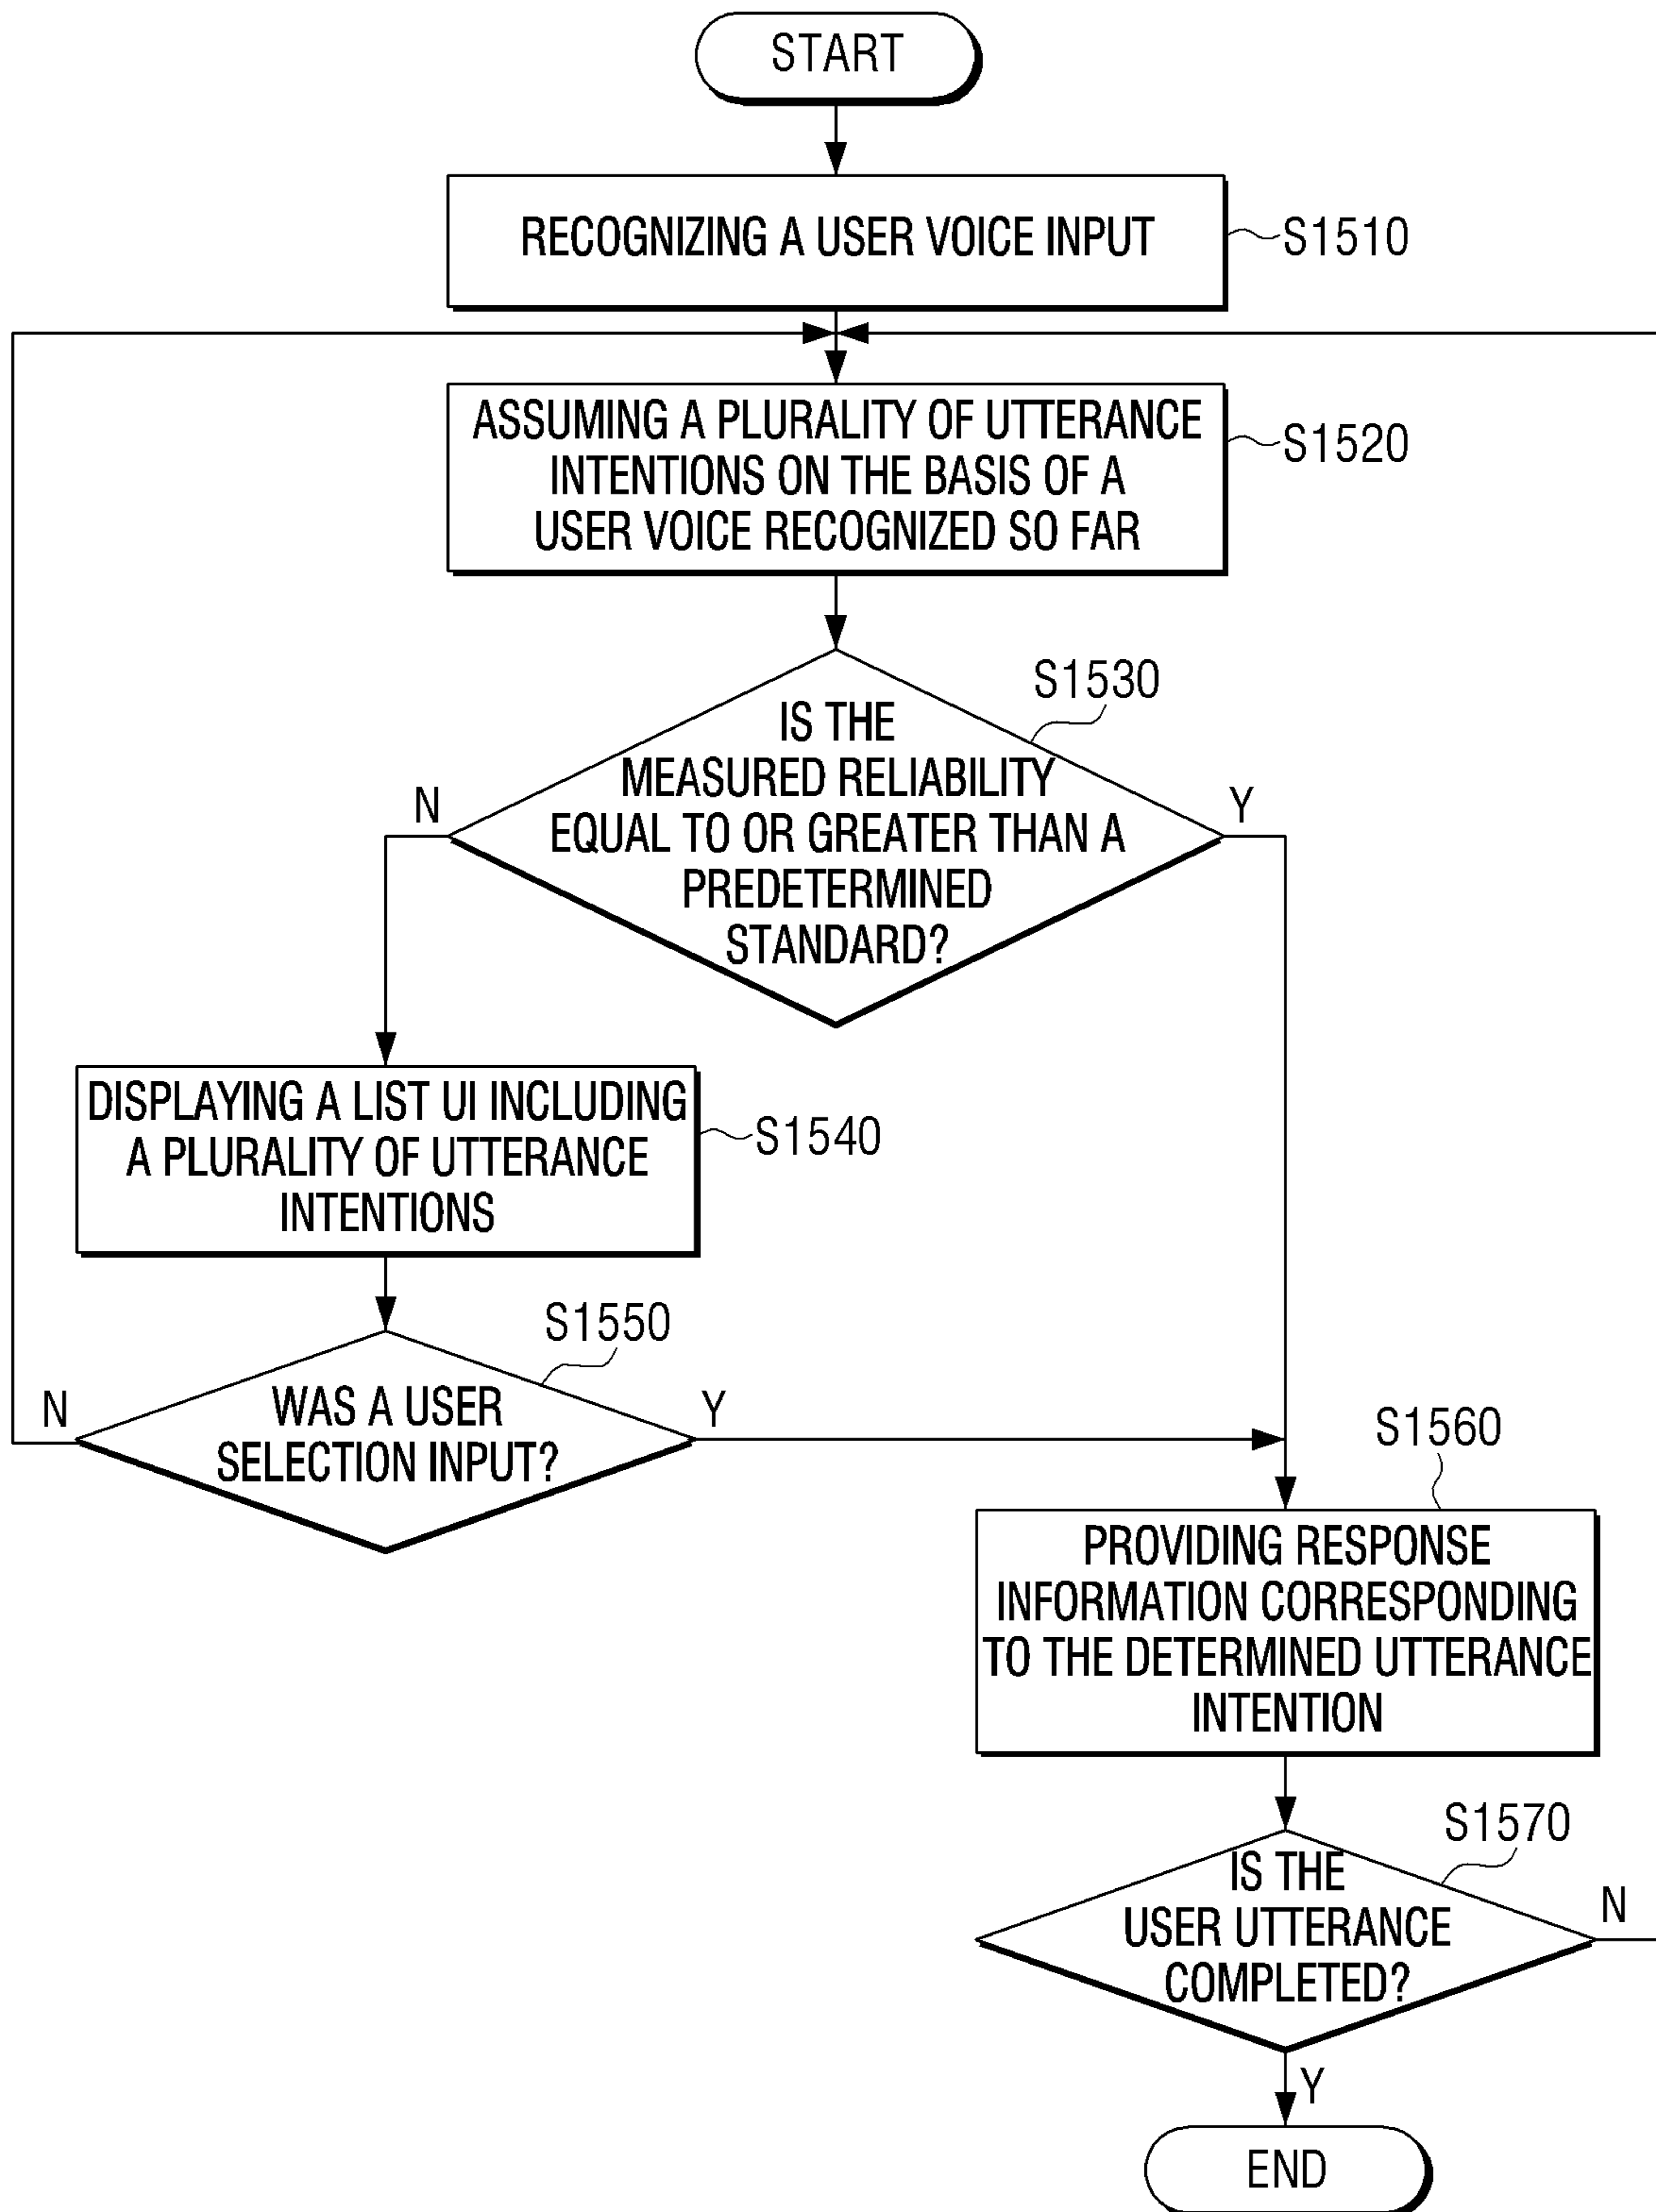 START
RECOGNIZING A USER VOICE INPUT
S1510
ASSUMING A PLURALITY OF UTTERANCE
INTENTIONS ON THE BASIS OF A
USER VOICE RECOGNIZED SO FAR
S1520
S1530
IS THE
MEASURED RELIABILITY
EQUAL TO OR GREATER THAN A
PREDETERMINED
STANDARD?
N
Y
DISPLAYING A LIST UI INCLUDING
A PLURALITY OF UTTERANCE
INTENTIONS
S1540
S1550
WAS A USER
SELECTION INPUT?
N
Y
S1560
PROVIDING RESPONSE
INFORMATION CORRESPONDING
TO THE DETERMINED UTTERANCE
INTENTION
S1570
IS THE
USER UTTERANCE
COMPLETED?
N
Y
END